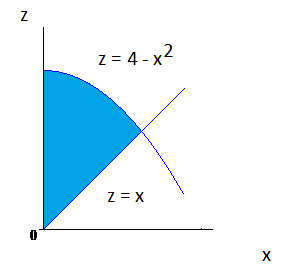 z
z = 4 - x²
z = x
0
x